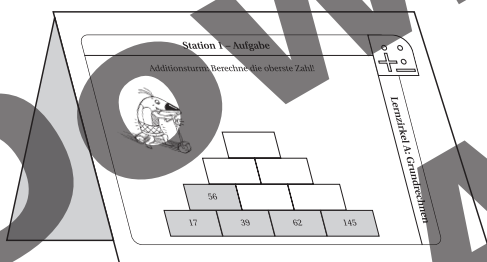 Station 1 – Aufgabe
Additionsturm: Berechne die oberste Zahl!
56
17 39 62 145
Lernzirkel A: Grundrechnen